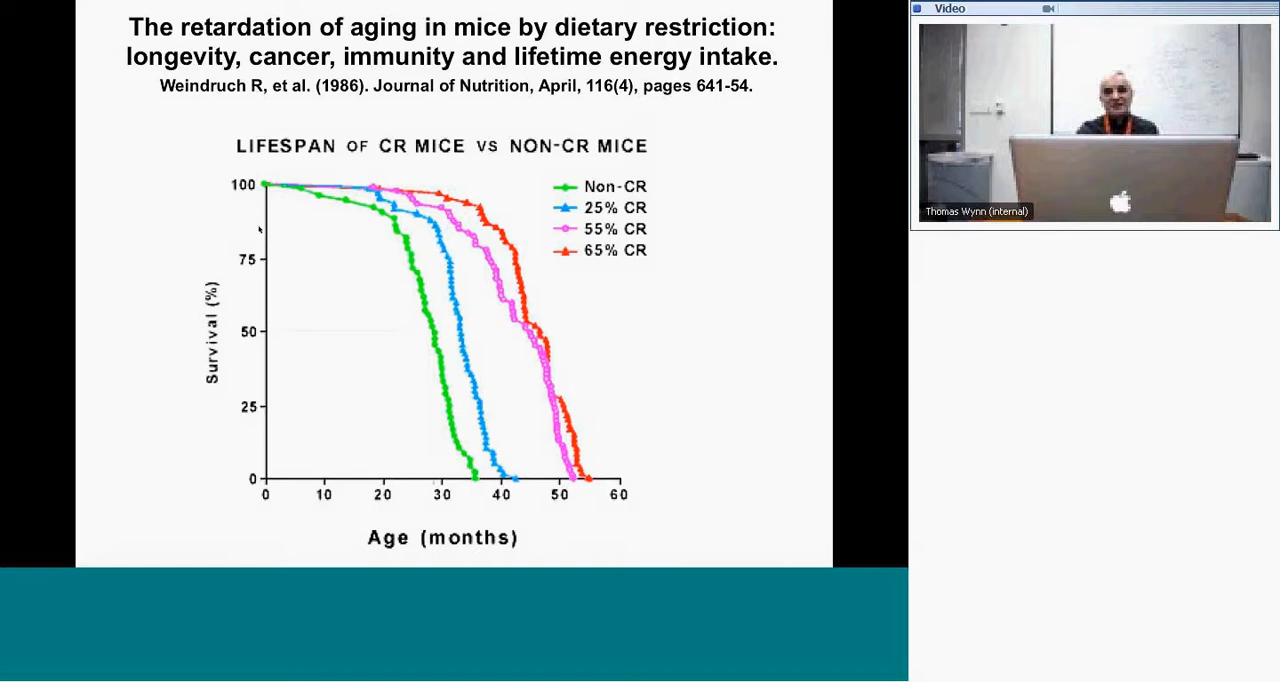 The retardation of aging in mice by dietary restriction:
longevity, cancer, immunity and lifetime energy intake.
Weindruch R, et al. (1986). Journal of Nutrition, April, 116(4), pages 641-54.
LIFESPAN OF CR MICE VS NON-CR MICE
Non-CR
25% CR
55% CR
65% CR
100
75
50
25
0
Survival (%)
0 10 20 30 40 50 60
Age (months)
Video
Thomas Wynn (internal)